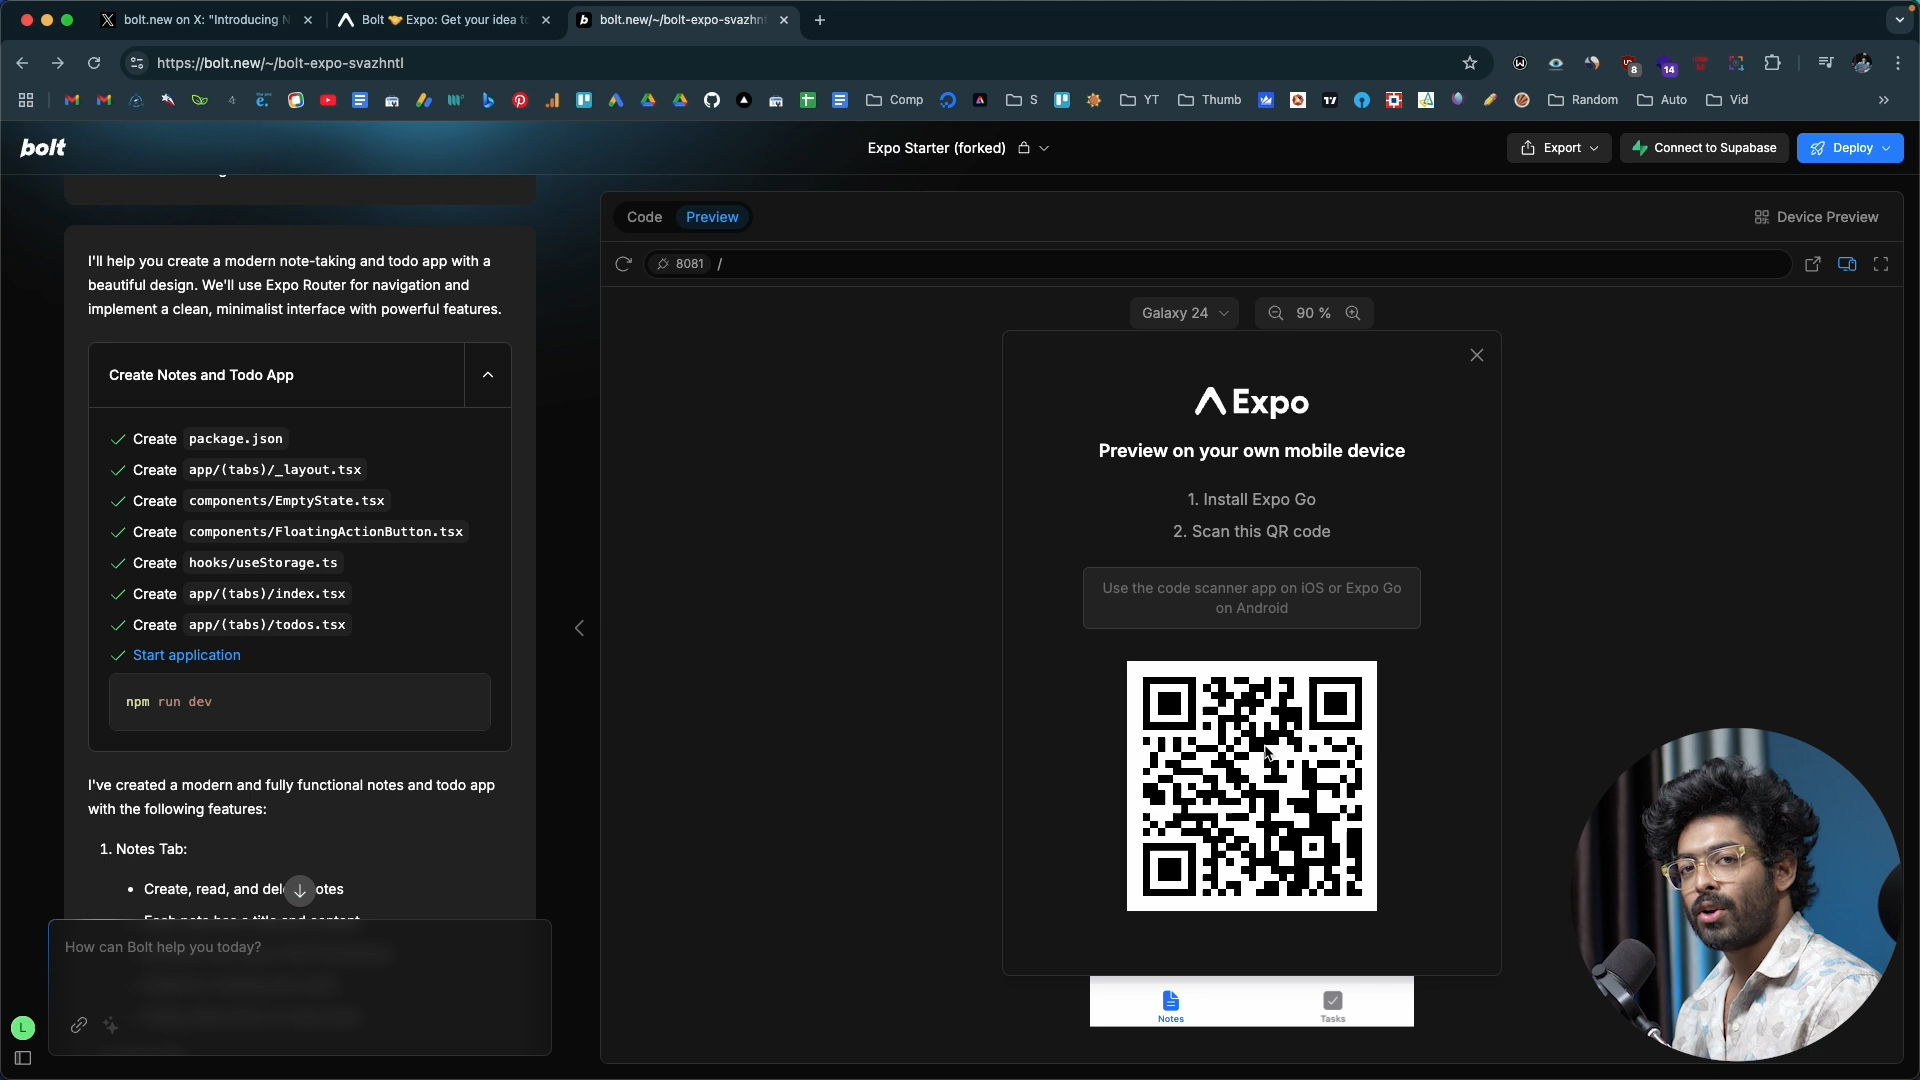 bolt.new on X: "Introducing N
Bolt 🤝 Expo: Get your idea to
bolt.new/~/bolt-expo-svazhnt
https://bolt.new/~/bolt-expo-svazhntl
8
14
Comp
S
YT
Thumb
Random
Auto
Vid
bolt
Expo Starter (forked)
Export
Connect to Supabase
Deploy
I'll help you create a modern note-taking and todo app with a
beautiful design. We'll use Expo Router for navigation and
implement a clean, minimalist interface with powerful features.
Create Notes and Todo App
Create package.json
Create app/(tabs)/_layout.tsx
Create components/EmptyState.tsx
Create components/FloatingActionButton.tsx
Create hooks/useStorage.ts
Create app/(tabs)/index.tsx
Create app/(tabs)/todos.tsx
Start application
npm run dev
I've created a modern and fully functional notes and todo app
with the following features:
1. Notes Tab:
• Create, read, and del otes
How can Bolt help you today?
L
Code
Preview
Device Preview
8081 /
Galaxy 24
90 %
Expo
Preview on your own mobile device
1. Install Expo Go
2. Scan this QR code
Use the code scanner app on iOS or Expo Go
on Android
Notes
Tasks